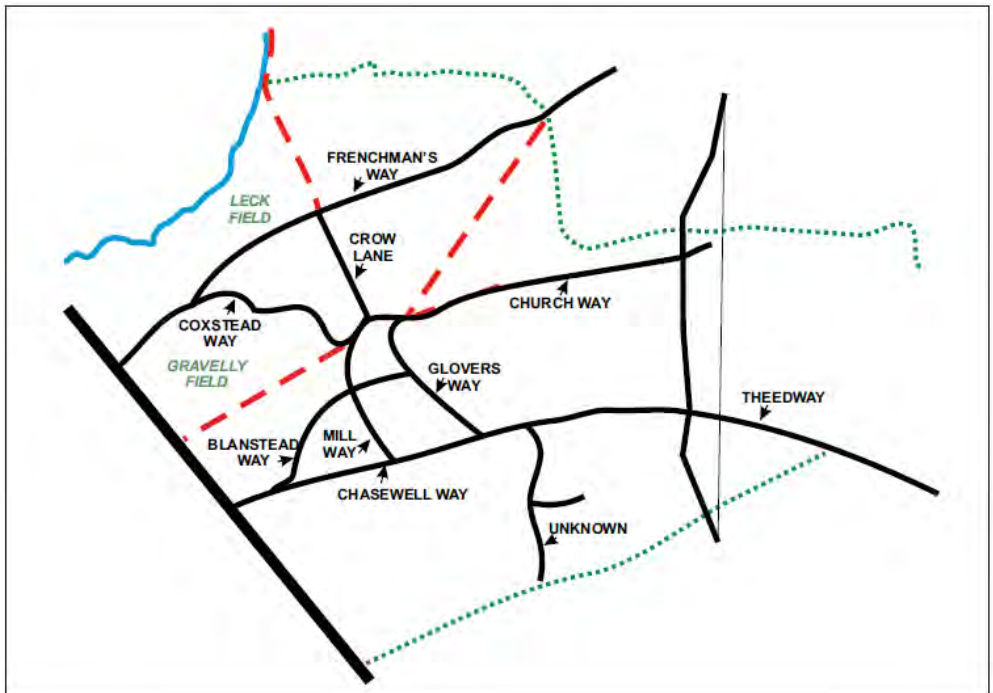 FRENCHMAN'S
WAY
LECK
FIELD
CROW
LANE
CHURCH WAY
COXSTEAD
WAY
GRAVELLY
FIELD
GLOVERS
WAY
THEEDWAY
BLANSTEAD
WAY
MILL
WAY
CHASEWELL WAY
UNKNOWN